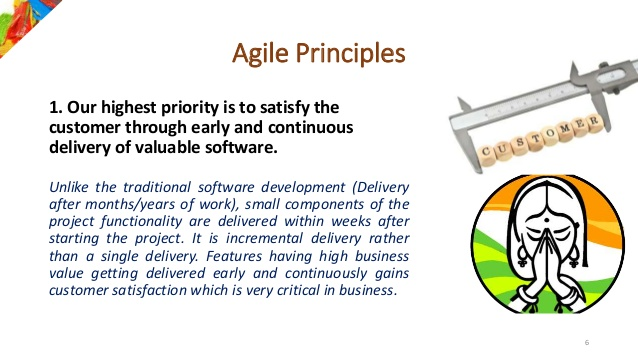 Agile Principles
1. Our highest priority is to satisfy the
customer through early and continuous
delivery of valuable software.
CUSTOMER
Unlike the traditional software development (Delivery
after months/years of work), small components of the
project functionality are delivered within weeks after
starting the project. It is incremental delivery rather
than a single delivery. Features having high business
value getting delivered early and continuously gains
customer satisfaction which is very critical in business.
6